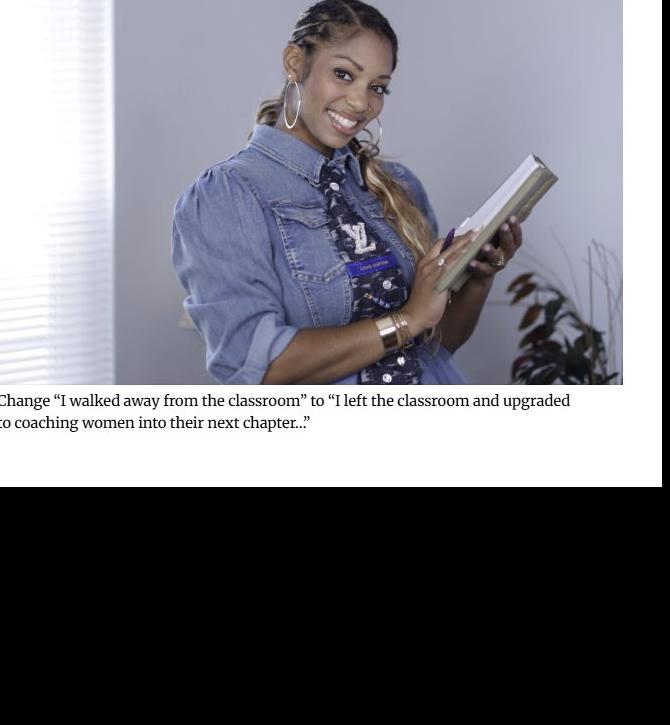 LV
Change “I walked away from the classroom” to “I left the classroom and upgraded
to coaching women into their next chapter...”